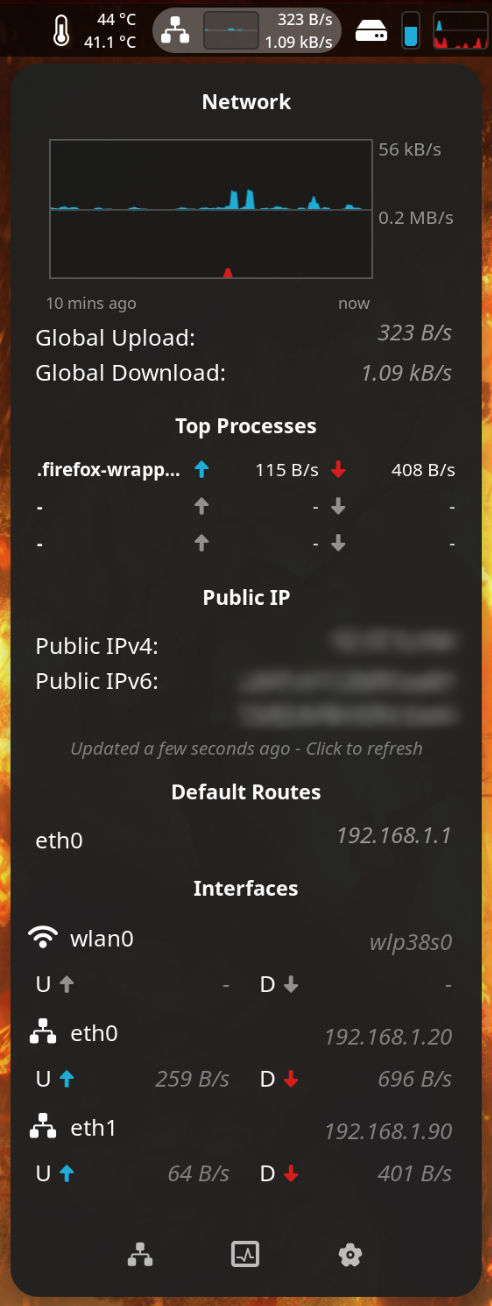 44 °C
41.1 °C
323 B/s
1.09 kB/s
Network
56 kB/s
0.2 MB/s
10 mins ago now
Global Upload: 323 B/s
Global Download: 1.09 kB/s
Top Processes
.firefox-wrapp... 115 B/s 408 B/s
- - -
- - -
Public IP
Public IPv4:
Public IPv6:
Updated a few seconds ago - Click to refresh
Default Routes
eth0 192.168.1.1
Interfaces
wlan0 wlp38s0
U - D -
eth0 192.168.1.20
U 259 B/s D 696 B/s
eth1 192.168.1.90
U 64 B/s D 401 B/s